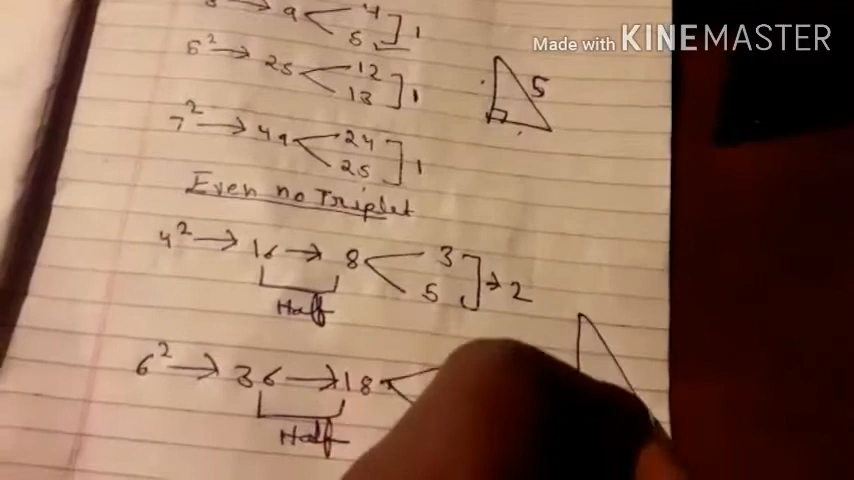 Made with KINEMASTER
→ 9 < 4 5 ] 1
5² → 25 < 12 13 ] 1
5
7² → 49 < 24 25 ] 1
Even no Triplet
4² → 16 → 8 < 3 5 ] → 2
Half
6² → 36 → 18 <
Half